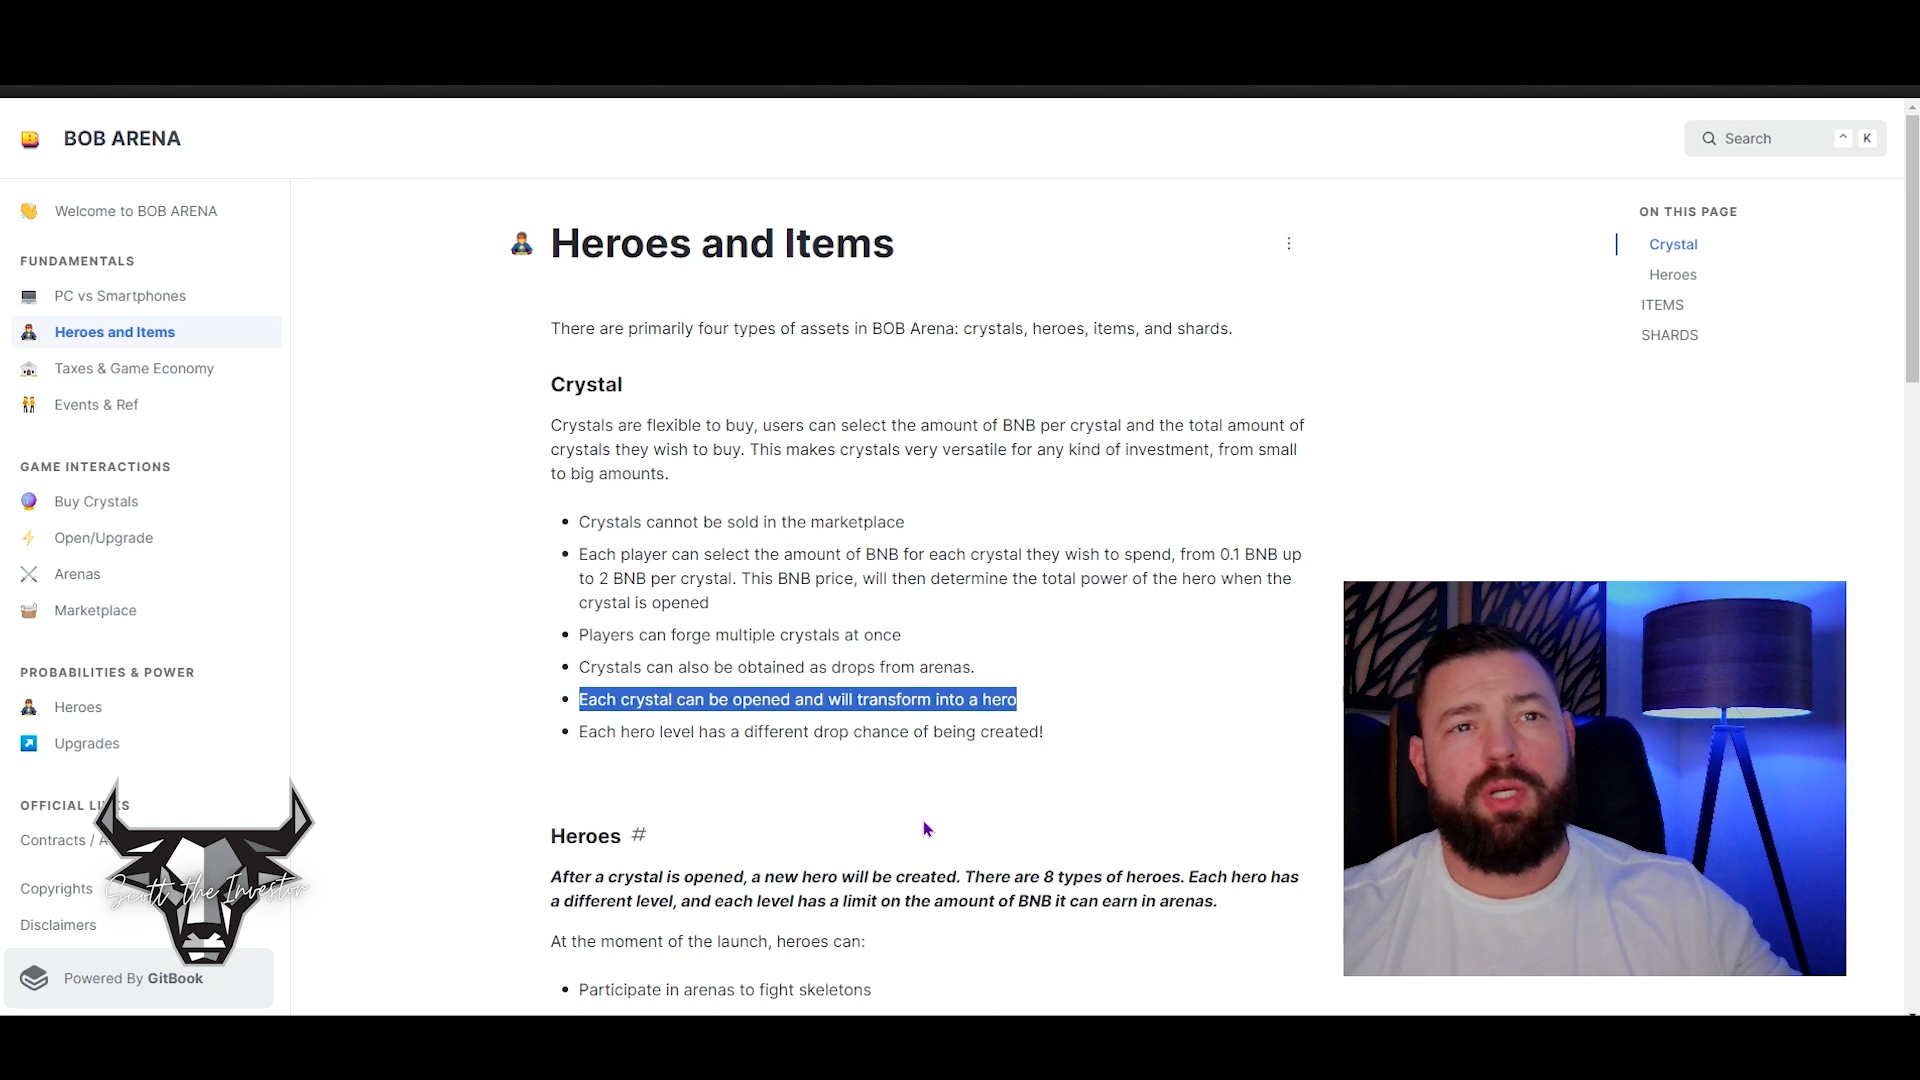 BOB ARENA
Search
^
K
Welcome to BOB ARENA
FUNDAMENTALS
PC vs Smartphones
Heroes and Items
Taxes & Game Economy
Events & Ref
GAME INTERACTIONS
Buy Crystals
Open/Upgrade
Arenas
Marketplace
PROBABILITIES & POWER
Heroes
Upgrades
OFFICIAL LINKS
Contracts / A
Copyrights
Disclaimers
Scott the Investor
Powered By GitBook
Heroes and Items
There are primarily four types of assets in BOB Arena: crystals, heroes, items, and shards.
Crystal
Crystals are flexible to buy, users can select the amount of BNB per crystal and the total amount of
crystals they wish to buy. This makes crystals very versatile for any kind of investment, from small
to big amounts.
Crystals cannot be sold in the marketplace
Each player can select the amount of BNB for each crystal they wish to spend, from 0.1 BNB up
to 2 BNB per crystal. This BNB price, will then determine the total power of the hero when the
crystal is opened
Players can forge multiple crystals at once
Crystals can also be obtained as drops from arenas.
Each crystal can be opened and will transform into a hero
Each hero level has a different drop chance of being created!
Heroes #
After a crystal is opened, a new hero will be created. There are 8 types of heroes. Each hero has
a different level, and each level has a limit on the amount of BNB it can earn in arenas.
At the moment of the launch, heroes can:
Participate in arenas to fight skeletons
ON THIS PAGE
Crystal
Heroes
ITEMS
SHARDS